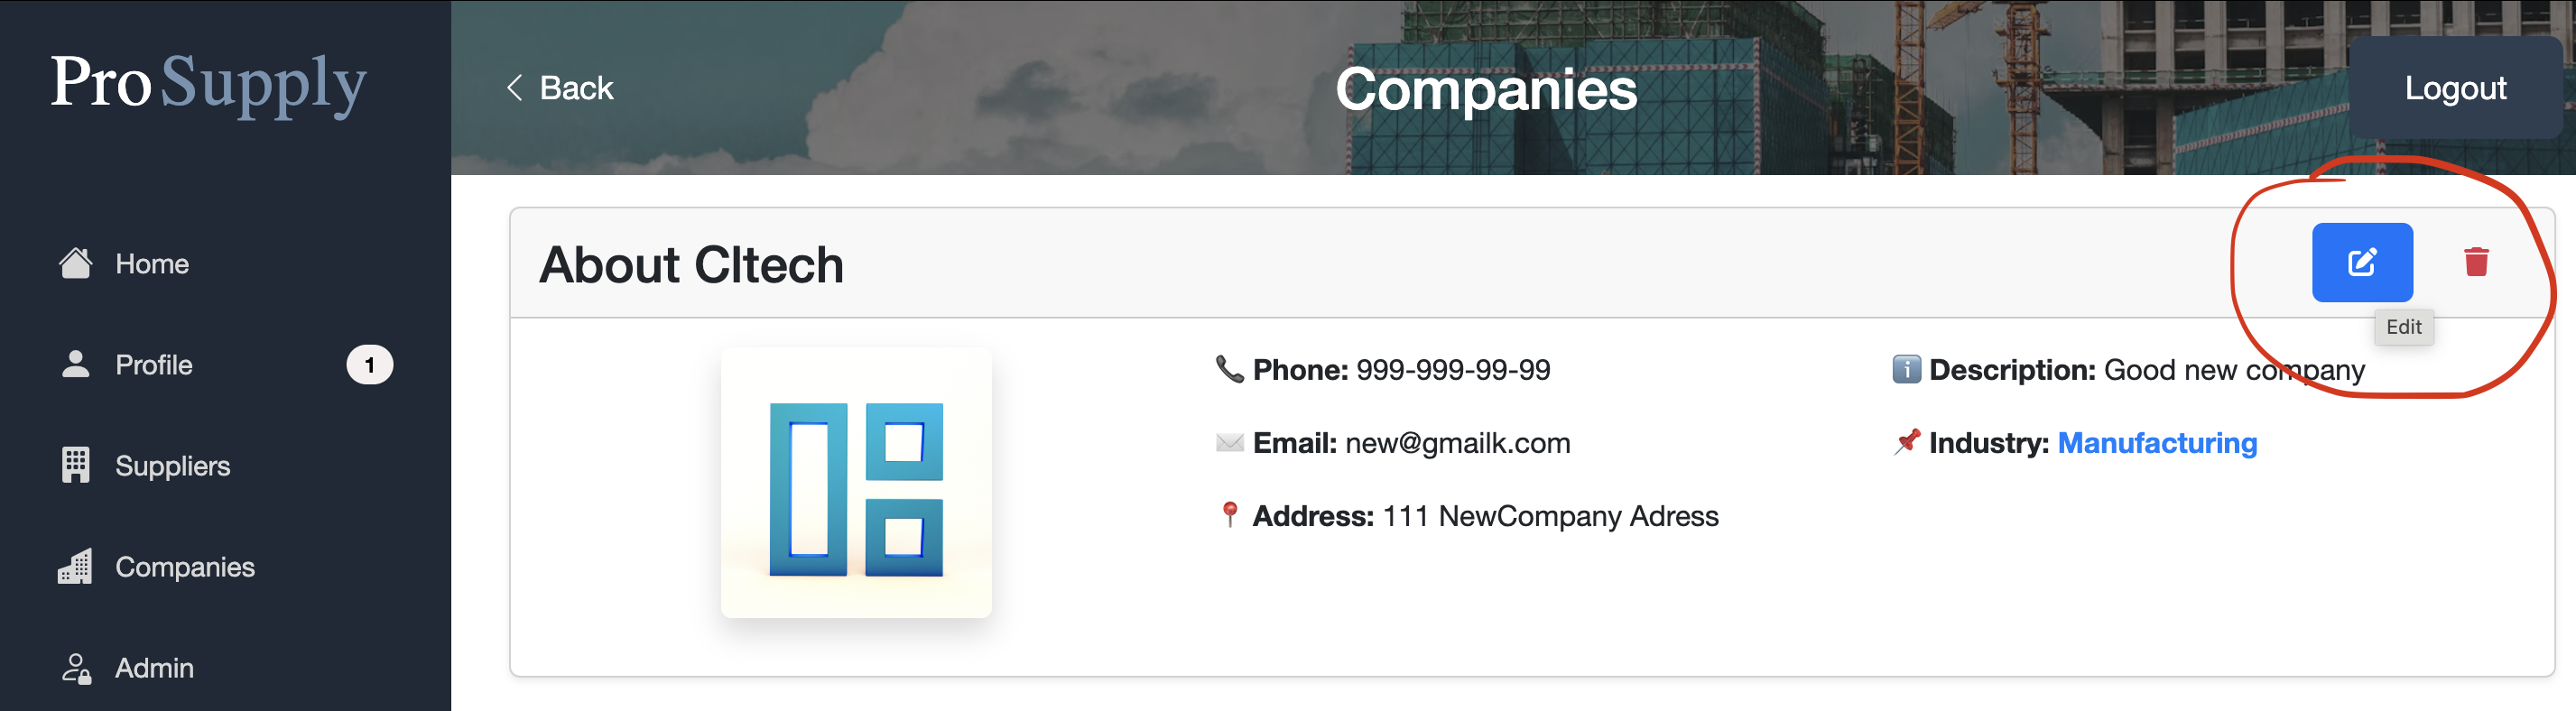 Pro Supply
Home
Profile 1
Suppliers
Companies
Admin
Back
Companies
Logout
About Cltech
Edit
Phone: 999-999-99-99
Email: new@gmailk.com
Address: 111 NewCompany Adress
Description: Good new company
Industry: Manufacturing